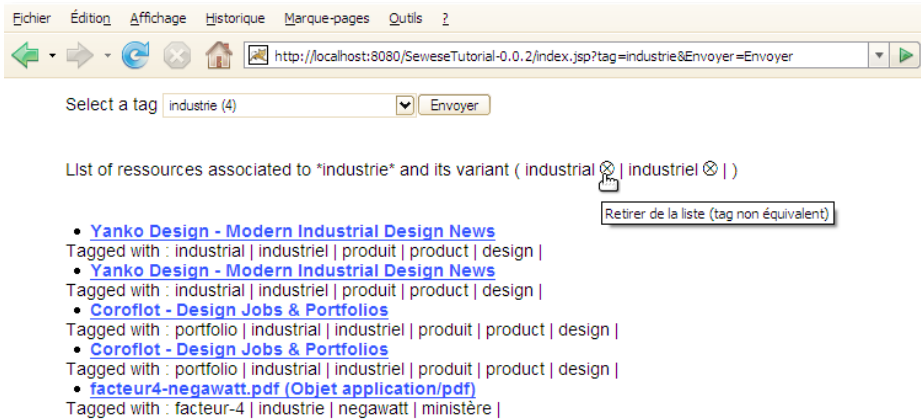 Fichier Édition Affichage Historique Marque-pages Outils ?
http://localhost:8080/SeweseTutorial-0.0.2/index.jsp?tag=industrie&Envoyer=Envoyer
Select a tag industrie (4) Envoyer
List of ressources associated to *industrie* and its variant ( industrial ⊗ | industriel ⊗ | )
Retirer de la liste (tag non équivalent)
• Yanko Design - Modern Industrial Design News
Tagged with : industrial | industriel | produit | product | design |
• Yanko Design - Modern Industrial Design News
Tagged with : industrial | industriel | produit | product | design |
• Coroflot - Design Jobs & Portfolios
Tagged with : portfolio | industrial | industriel | produit | product | design |
• Coroflot - Design Jobs & Portfolios
Tagged with : portfolio | industrial | industriel | produit | product | design |
• facteur4-negawatt.pdf (Objet application/pdf)
Tagged with : facteur-4 | industrie | negawatt | ministère |